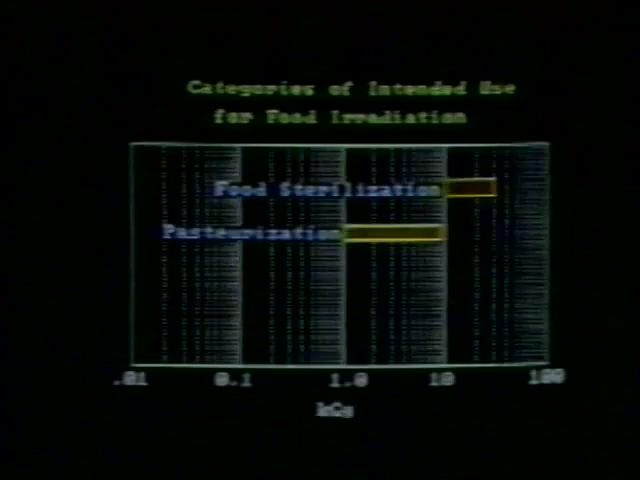 Categories of Intended Use
for Food Irradiation
Food Sterilization
Pasteurization
.01 0.1 1.0 10 100
kGy